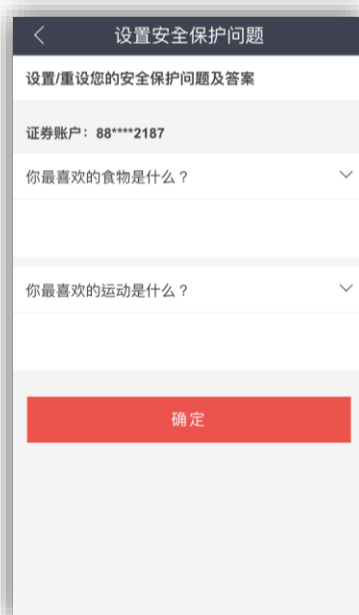 设置安全保护问题
设置/重设您的安全保护问题及答案
证券账户：88****2187
你最喜欢的食物是什么？
你最喜欢的运动是什么？
确定